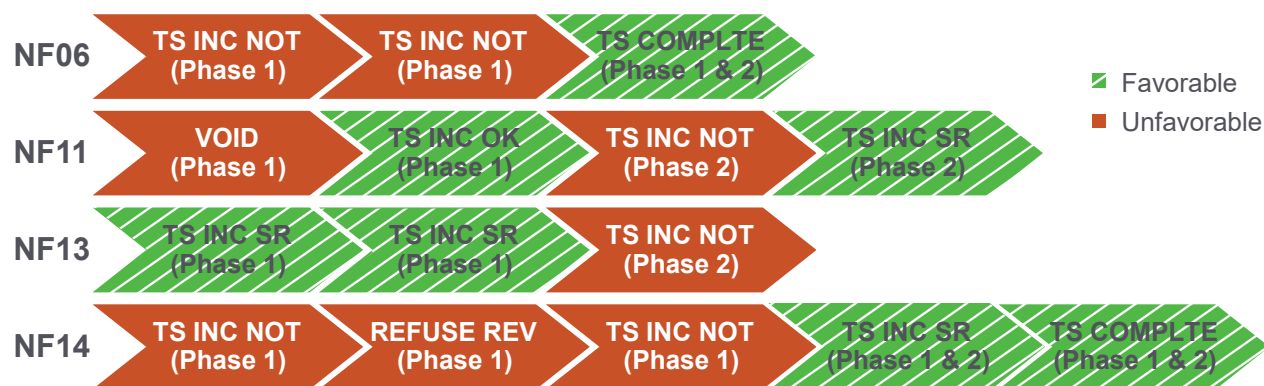 NF06
TS INC NOT
(Phase 1)
TS INC NOT
(Phase 1)
TS COMPLTE
(Phase 1 & 2)
Favorable
Unfavorable
NF11
VOID
(Phase 1)
TS INC OK
(Phase 1)
TS INC NOT
(Phase 2)
TS INC SR
(Phase 2)
NF13
TS INC SR
(Phase 1)
TS INC SR
(Phase 1)
TS INC NOT
(Phase 2)
NF14
TS INC NOT
(Phase 1)
REFUSE REV
(Phase 1)
TS INC NOT
(Phase 1)
TS INC SR
(Phase 1 & 2)
TS COMPLTE
(Phase 1 & 2)